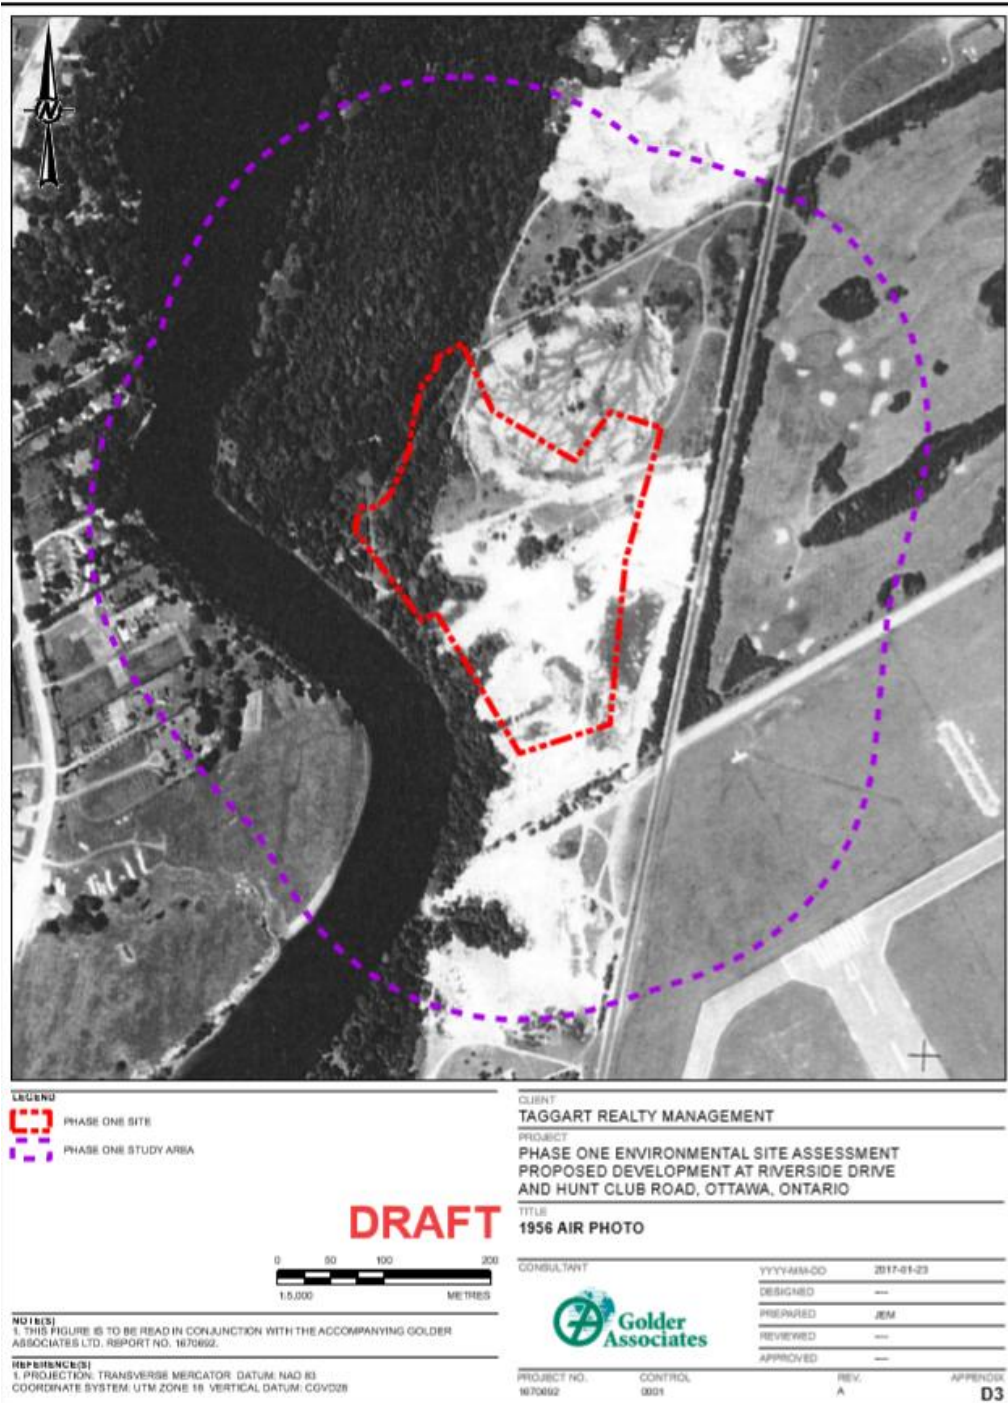 N
LEGEND
PHASE ONE SITE
PHASE ONE STUDY AREA
DRAFT
0 50 100 200
1:5,000 METRES
NOTE(S)
1. THIS FIGURE IS TO BE READ IN CONJUNCTION WITH THE ACCOMPANYING GOLDER
ASSOCIATES LTD. REPORT NO. 1670692.
REFERENCE(S)
1. PROJECTION: TRANSVERSE MERCATOR DATUM: NAD 83
COORDINATE SYSTEM: UTM ZONE 18 VERTICAL DATUM: CGVD28
CLIENT
TAGGART REALTY MANAGEMENT
PROJECT
PHASE ONE ENVIRONMENTAL SITE ASSESSMENT
PROPOSED DEVELOPMENT AT RIVERSIDE DRIVE
AND HUNT CLUB ROAD, OTTAWA, ONTARIO
TITLE
1956 AIR PHOTO
CONSULTANT
Golder
Associates
YYYY-MM-DD 2017-01-23
DESIGNED ---
PREPARED JEM
REVIEWED ---
APPROVED ---
PROJECT NO. CONTROL REV. APPENDIX
1670692 0001 A D3